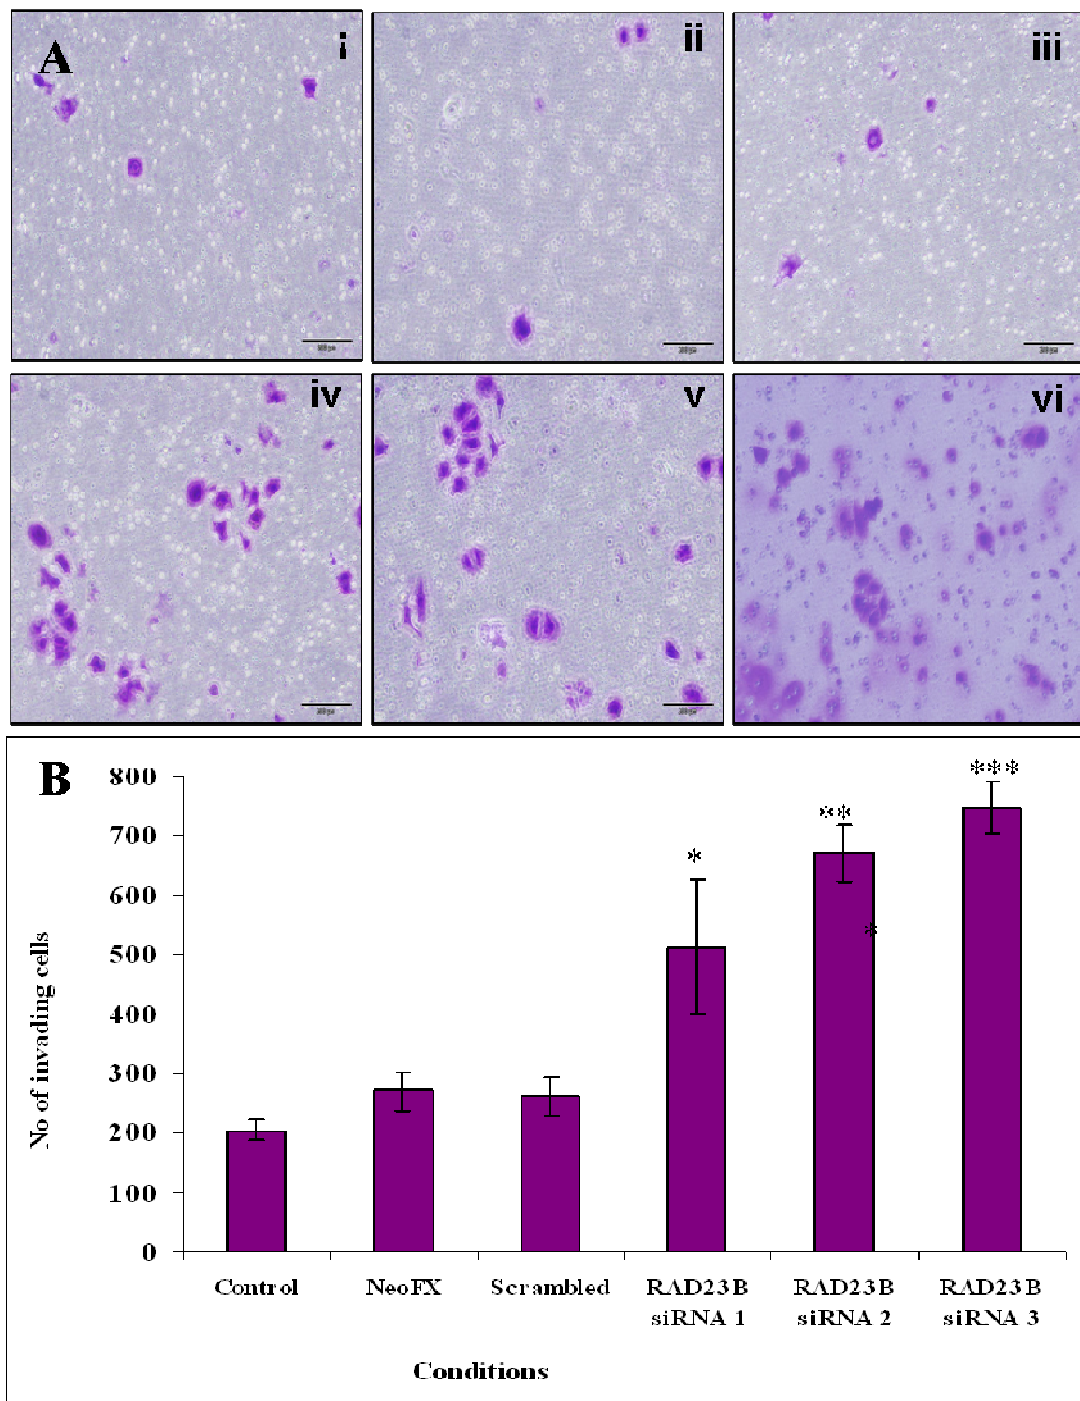 A
i
ii
iii
iv
v
vi
B
***
**
*
*
800
700
600
500
400
300
200
100
0
No of invading cells
Control
NeoFX
Scrambled
RAD23B
siRNA 1
RAD23B
siRNA 2
RAD23B
siRNA 3
Conditions